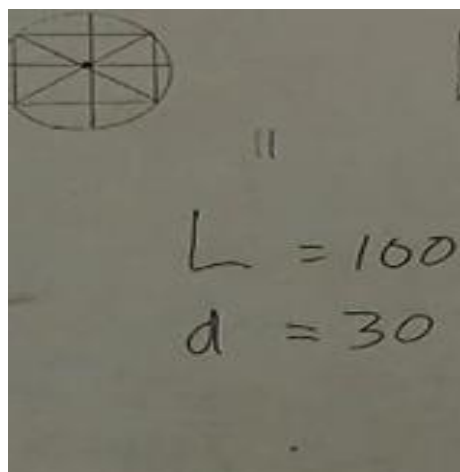 "
L = 100
d = 30